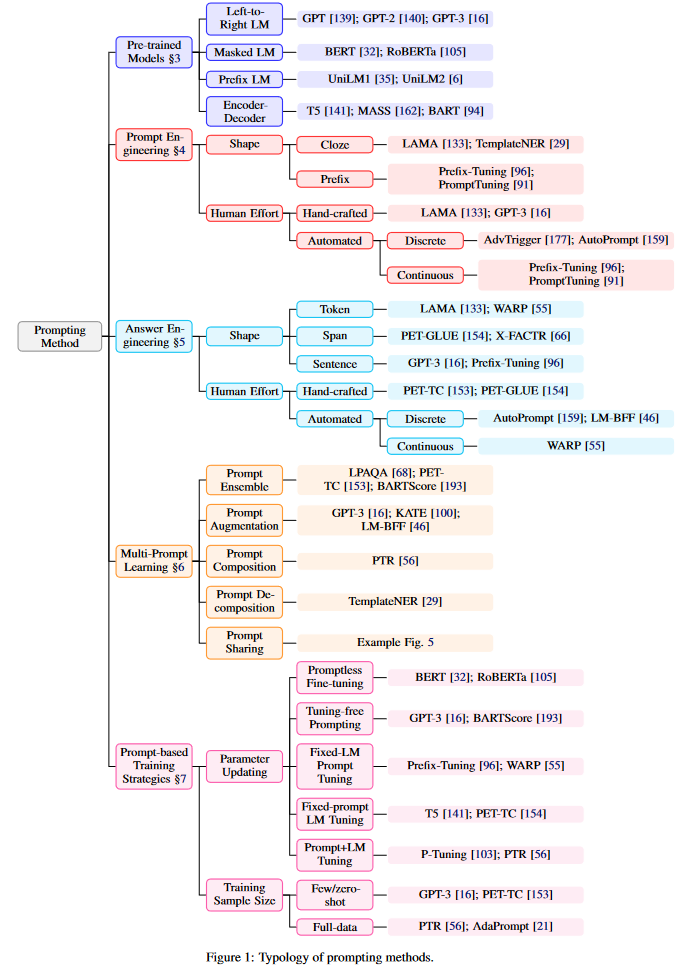 Prompting
Method
Pre-trained
Models §3
Left-to-
Right LM
GPT [139]; GPT-2 [140]; GPT-3 [16]
Masked LM
BERT [32]; RoBERTa [105]
Prefix LM
UniLM1 [35]; UniLM2 [6]
Encoder-
Decoder
T5 [141]; MASS [162]; BART [94]
Prompt En-
gineering §4
Shape
Cloze
LAMA [133]; TemplateNER [29]
Prefix
Prefix-Tuning [96];
PromptTuning [91]
Human Effort
Hand-crafted
LAMA [133]; GPT-3 [16]
Automated
Discrete
AdvTrigger [177]; AutoPrompt [159]
Continuous
Prefix-Tuning [96];
PromptTuning [91]
Answer En-
gineering §5
Shape
Token
LAMA [133]; WARP [55]
Span
PET-GLUE [154]; X-FACTR [66]
Sentence
GPT-3 [16]; Prefix-Tuning [96]
Human Effort
Hand-crafted
PET-TC [153]; PET-GLUE [154]
Automated
Discrete
AutoPrompt [159]; LM-BFF [46]
Continuous
WARP [55]
Multi-Prompt
Learning §6
Prompt
Ensemble
LPAQA [68]; PET-
TC [153]; BARTScore [193]
Prompt
Augmentation
GPT-3 [16]; KATE [100];
LM-BFF [46]
Prompt
Composition
PTR [56]
Prompt De-
composition
TemplateNER [29]
Prompt
Sharing
Example Fig. 5
Prompt-based
Training
Strategies §7
Parameter
Updating
Promptless
Fine-tuning
BERT [32]; RoBERTa [105]
Tuning-free
Prompting
GPT-3 [16]; BARTScore [193]
Fixed-LM
Prompt
Tuning
Prefix-Tuning [96]; WARP [55]
Fixed-prompt
LM Tuning
T5 [141]; PET-TC [154]
Prompt+LM
Tuning
P-Tuning [103]; PTR [56]
Training
Sample Size
Few/zero-
shot
GPT-3 [16]; PET-TC [153]
Full-data
PTR [56]; AdaPrompt [21]
Figure 1: Typology of prompting methods.